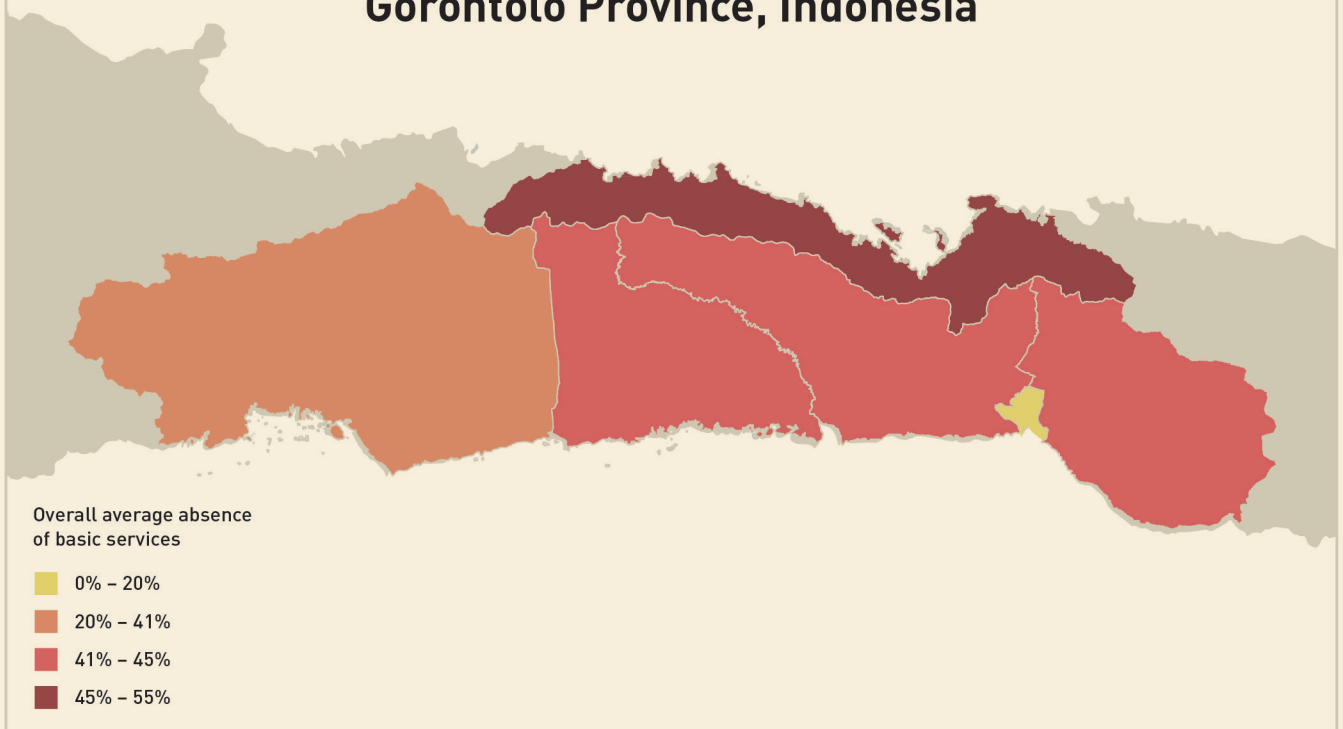 Gorontolo Province, Indonesia
Overall average absence
of basic services
0% – 20%
20% – 41%
41% – 45%
45% – 55%